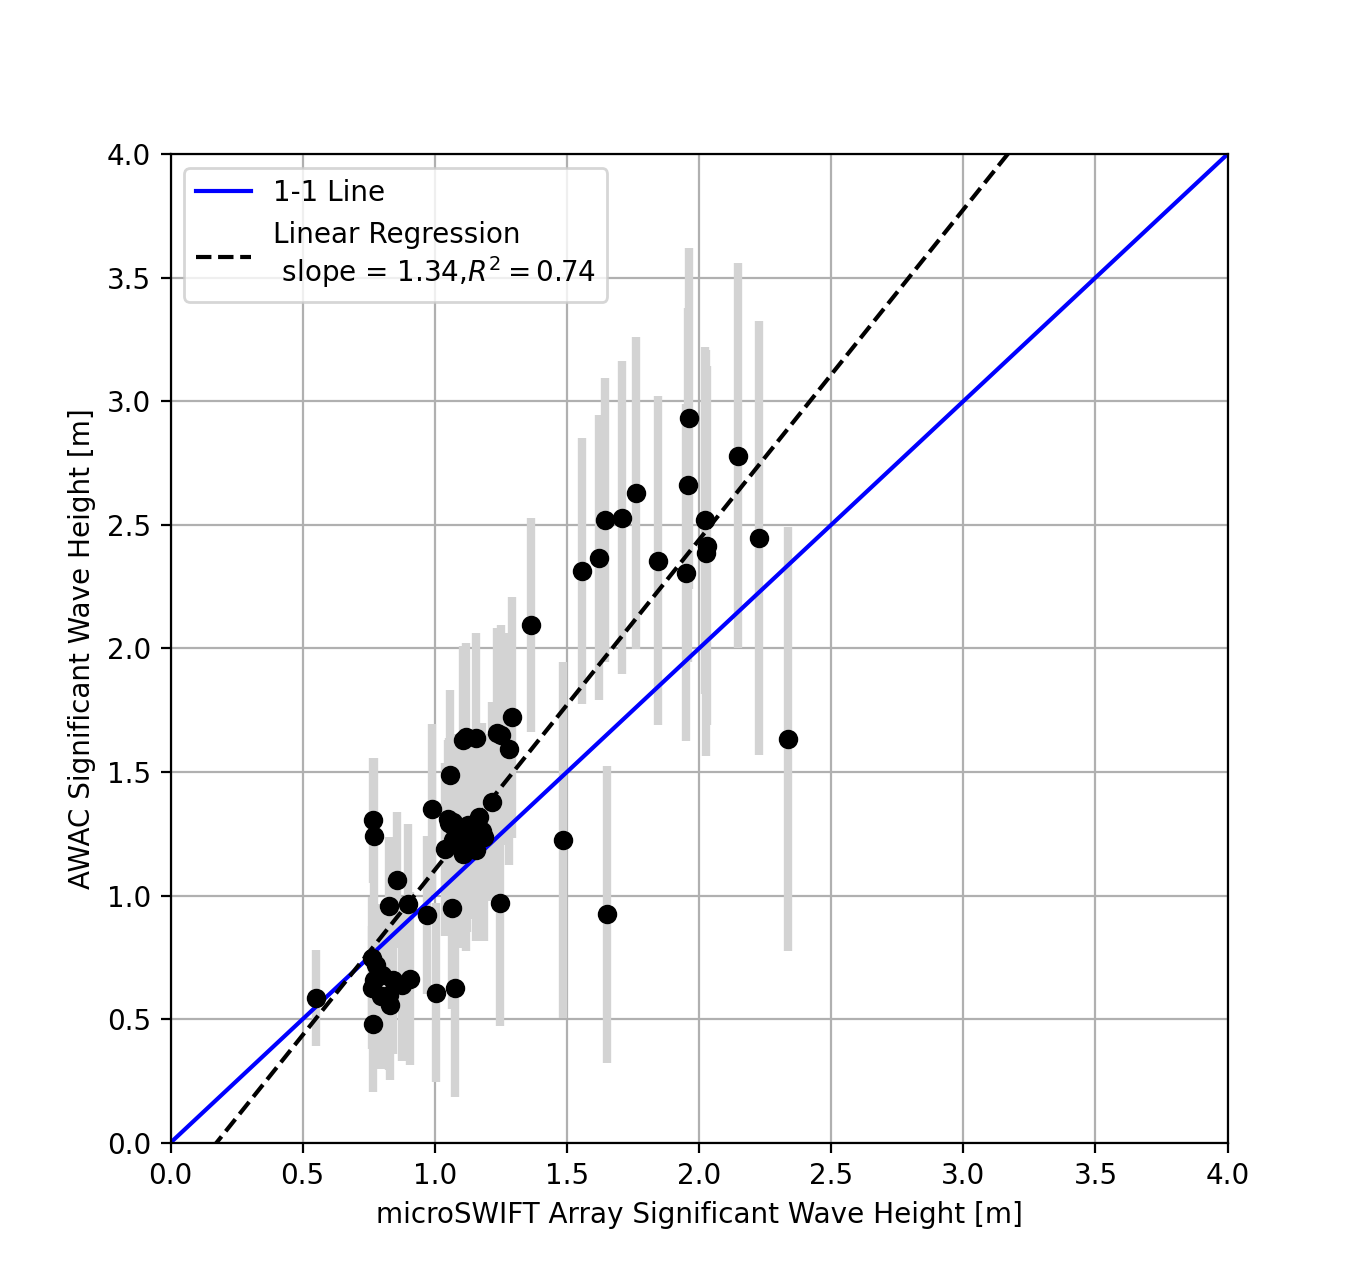 1-1 Line
Linear Regression
slope = 1.34,R² = 0.74
AWAC Significant Wave Height [m]
4.0
3.5
3.0
2.5
2.0
1.5
1.0
0.5
0.0
0.0 0.5 1.0 1.5 2.0 2.5 3.0 3.5 4.0
microSWIFT Array Significant Wave Height [m]